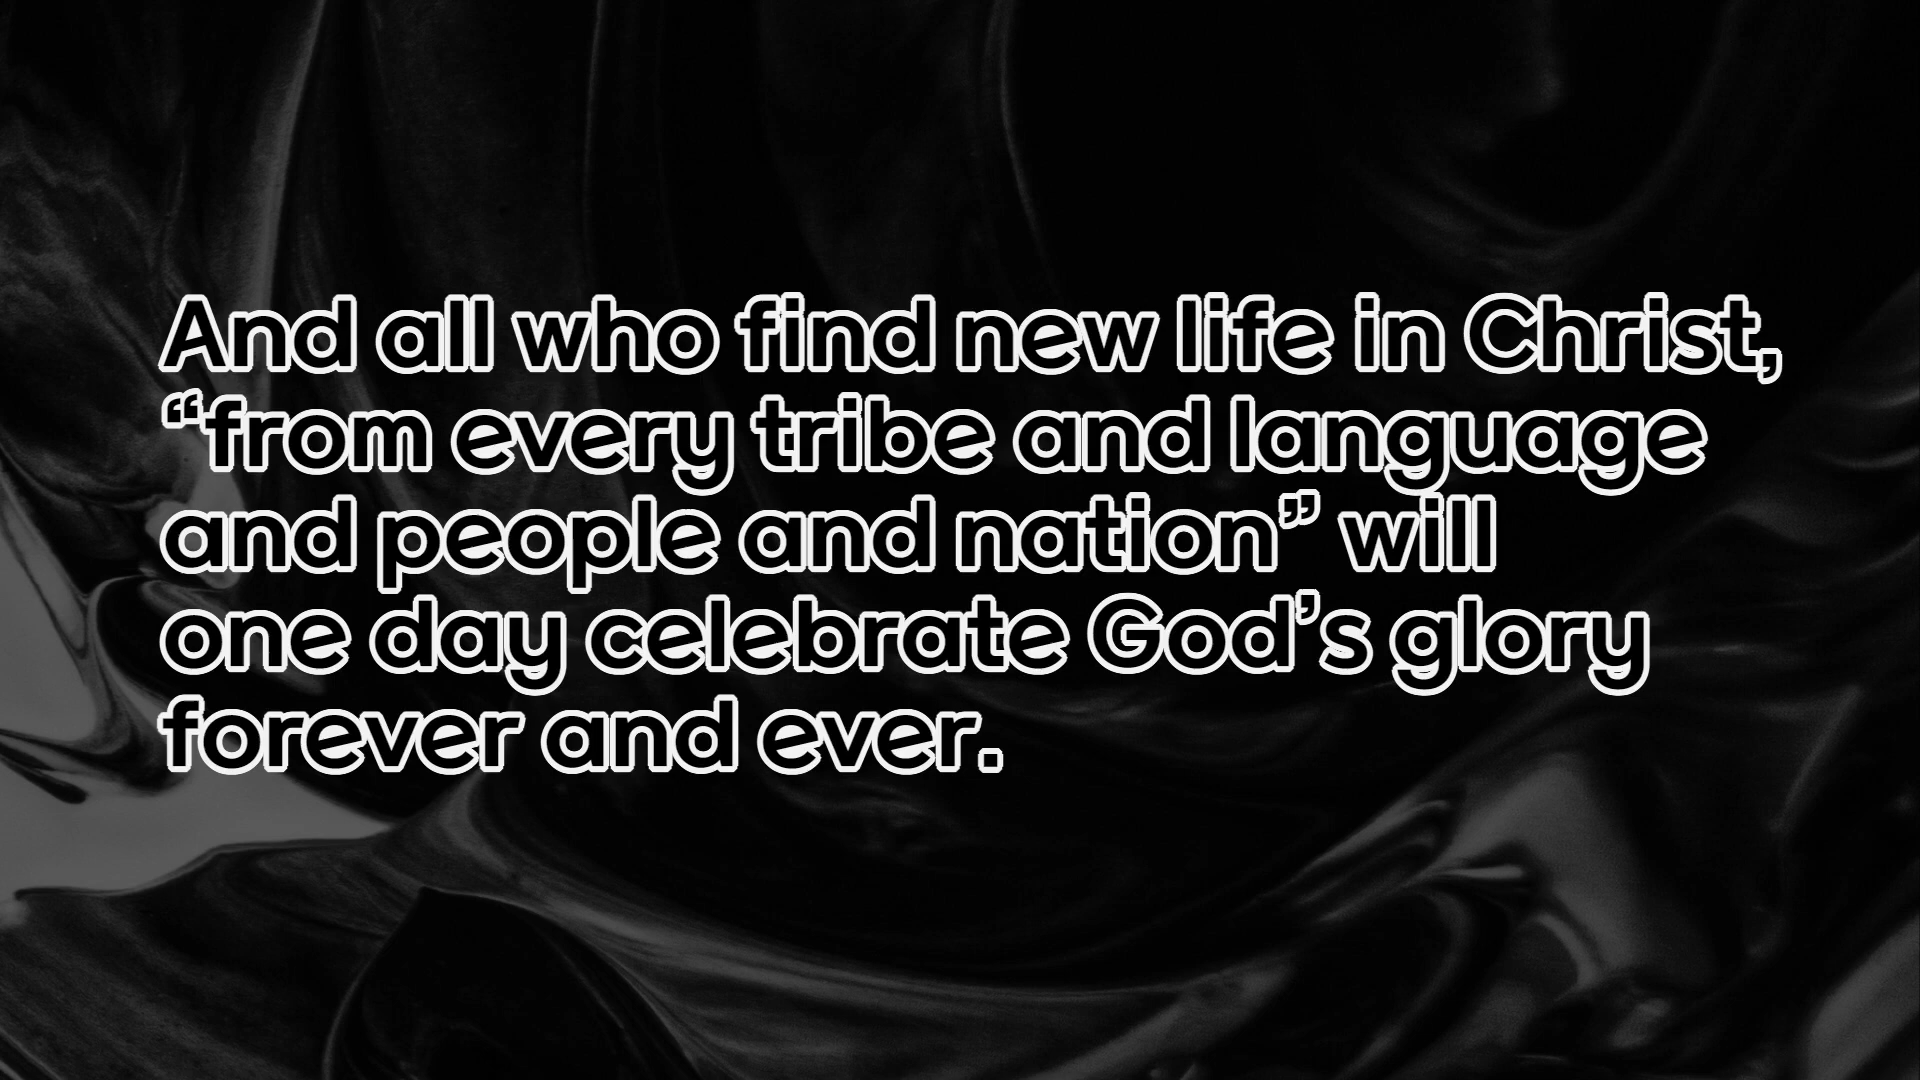 And all who find new life in Christ,
“from every tribe and language
and people and nation” will
one day celebrate God’s glory
forever and ever.